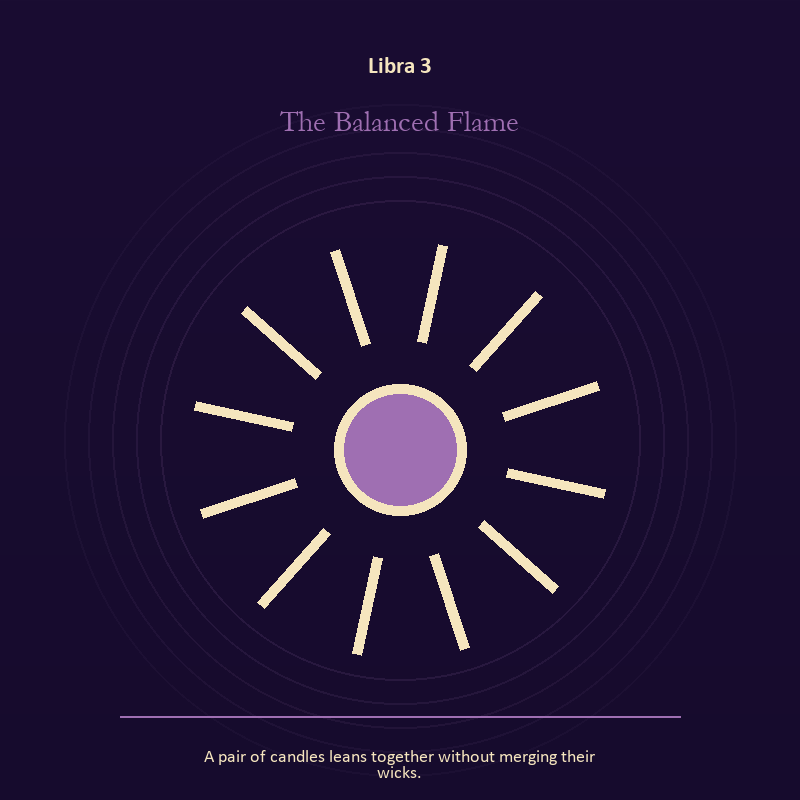 Libra 3
The Balanced Flame
A pair of candles leans together without merging their
wicks.